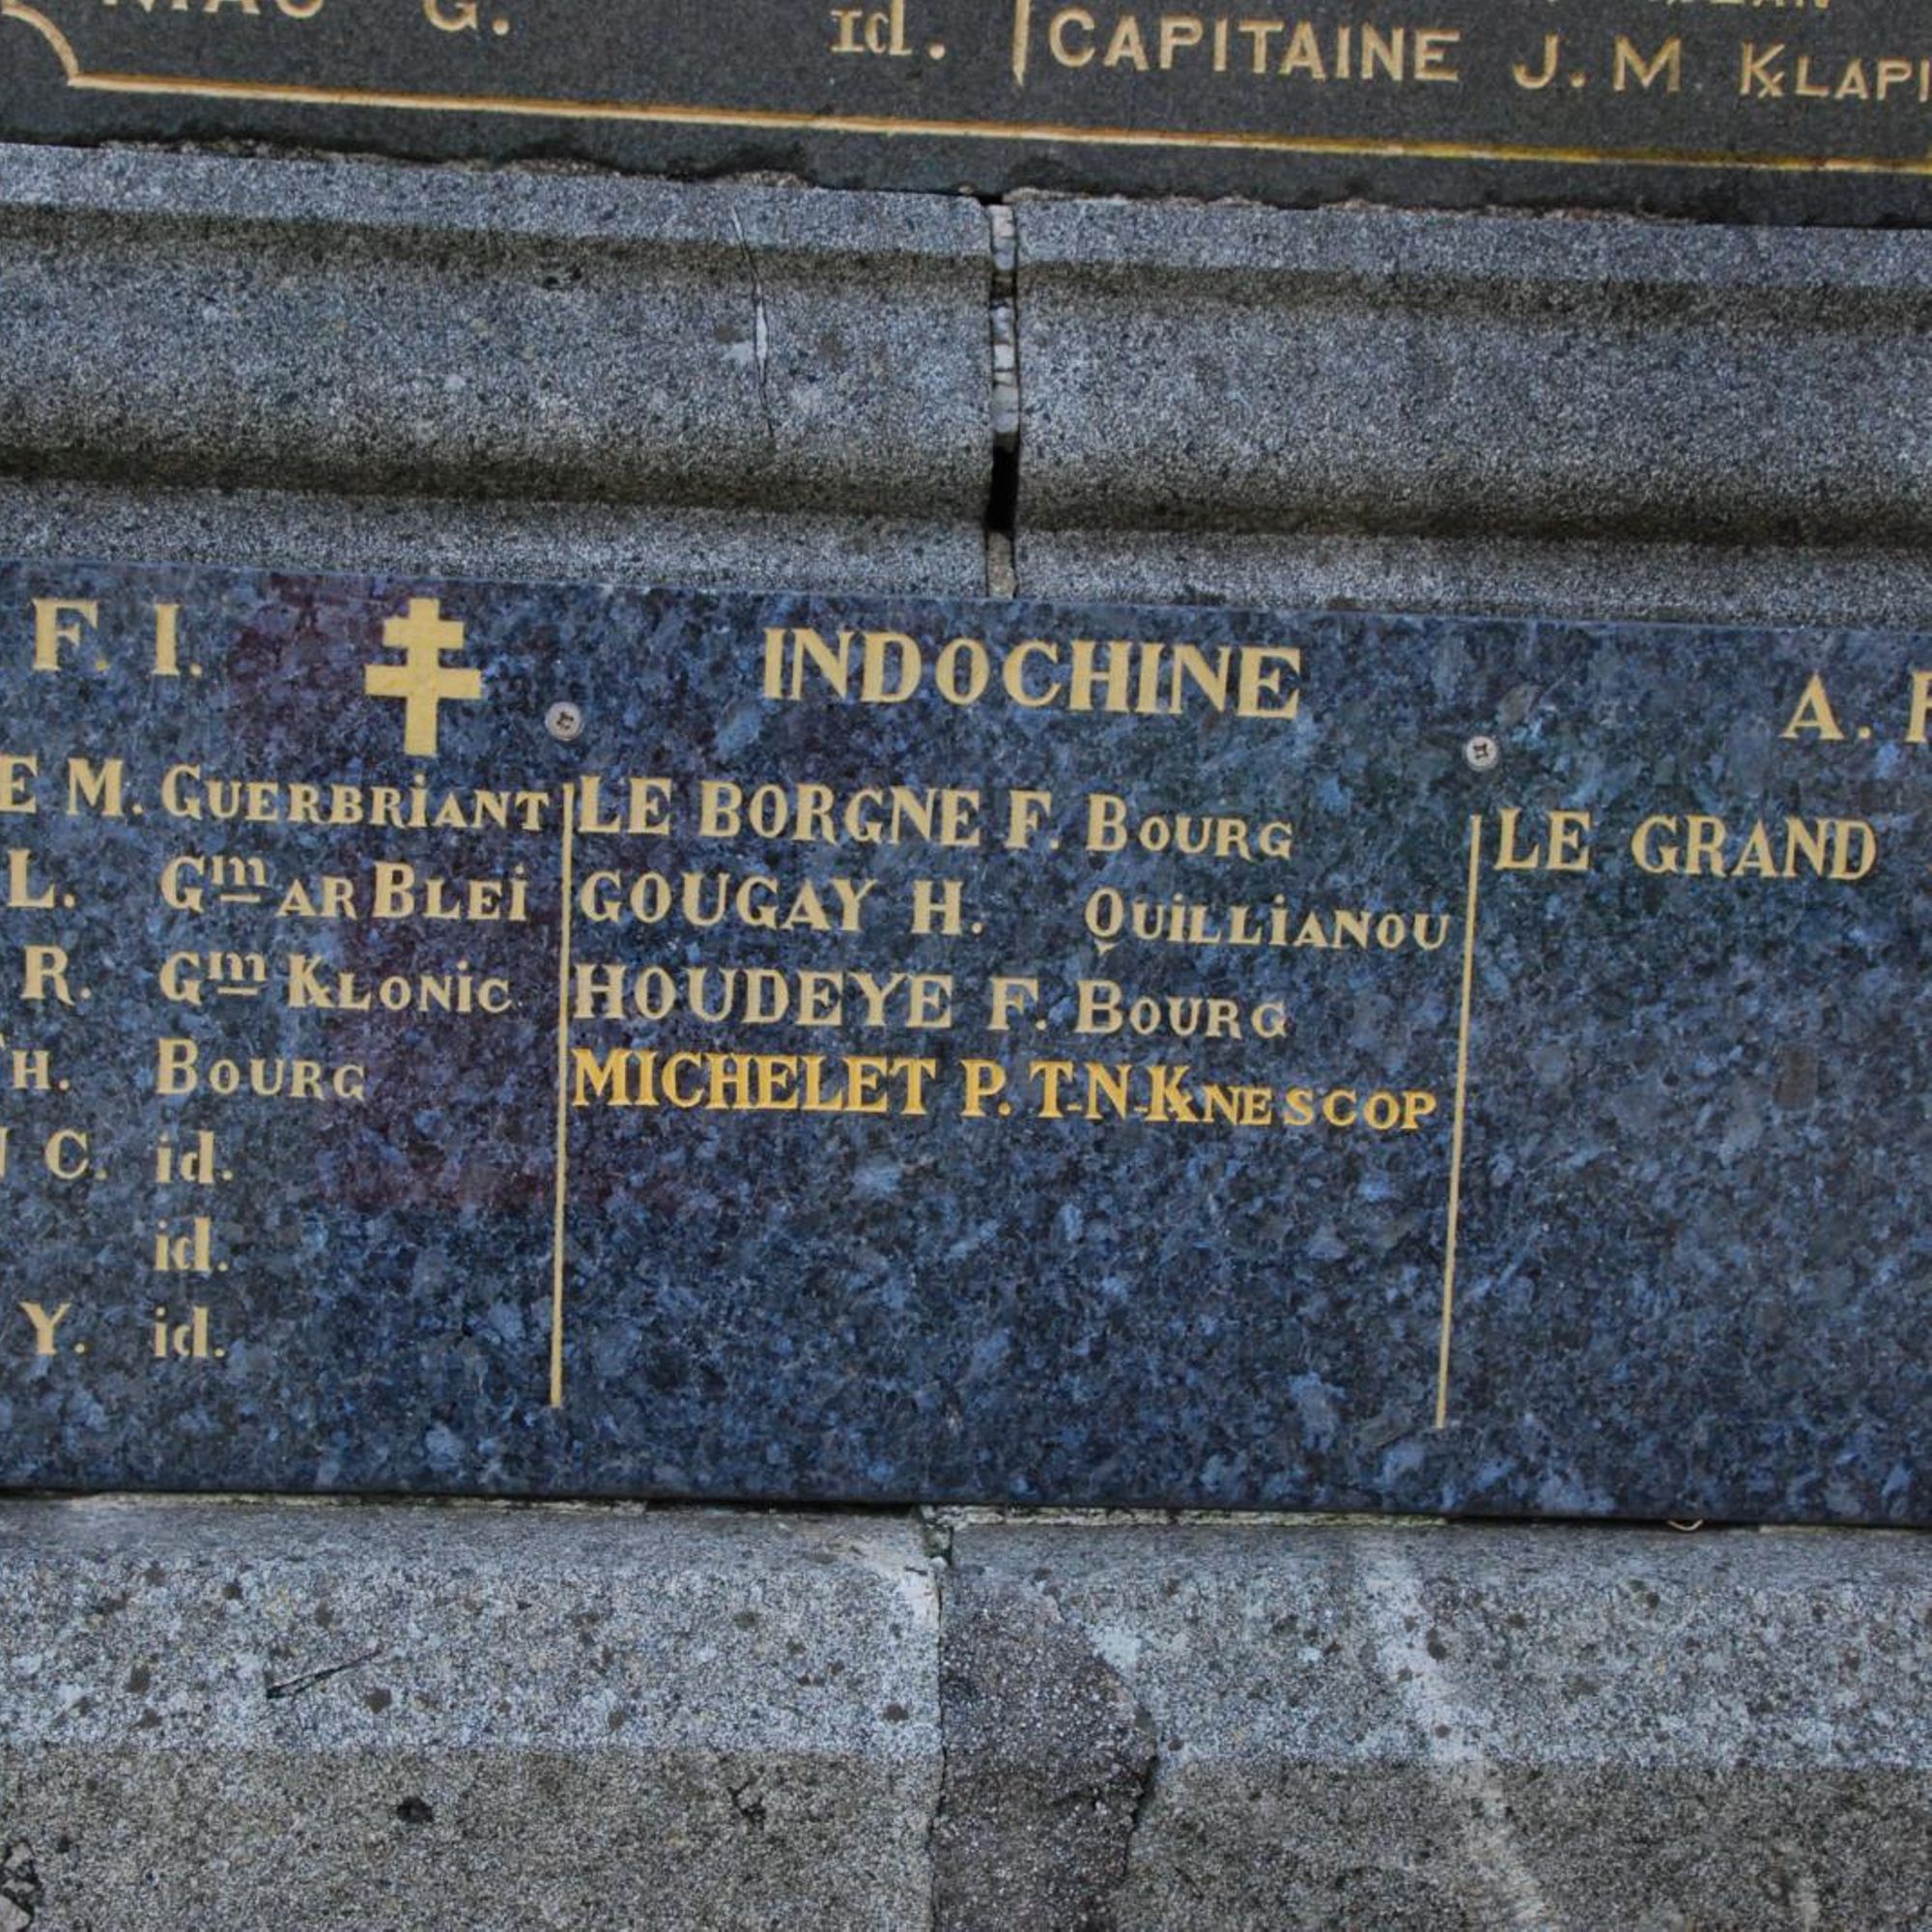 G. id. CAPITAINE J.M KLAPI
F. I.
E M. GUERBRIANT
L. Gm AR BLEI
R. Gm KLONIC
H. BOURG
C. id.
id.
Y. id.
INDOCHINE
LE BORGNE F. BOURG
GOUGAY H. QUILLIANOU
HOUDEYE F. BOURG
MICHELET P. T-N-KNESCOP
A.
LE GRAND